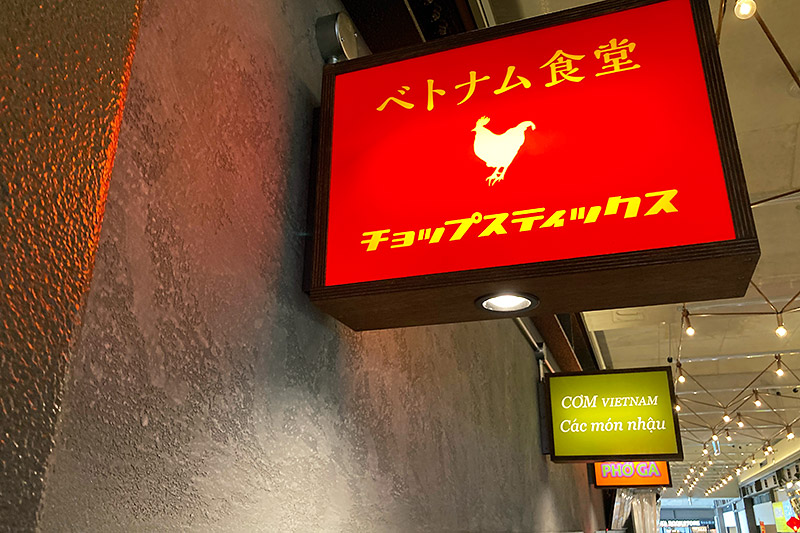 ベトナム食堂
チョップスティックス
CƠM VIETNAM
Các món nhậu
PHỞ GÀ